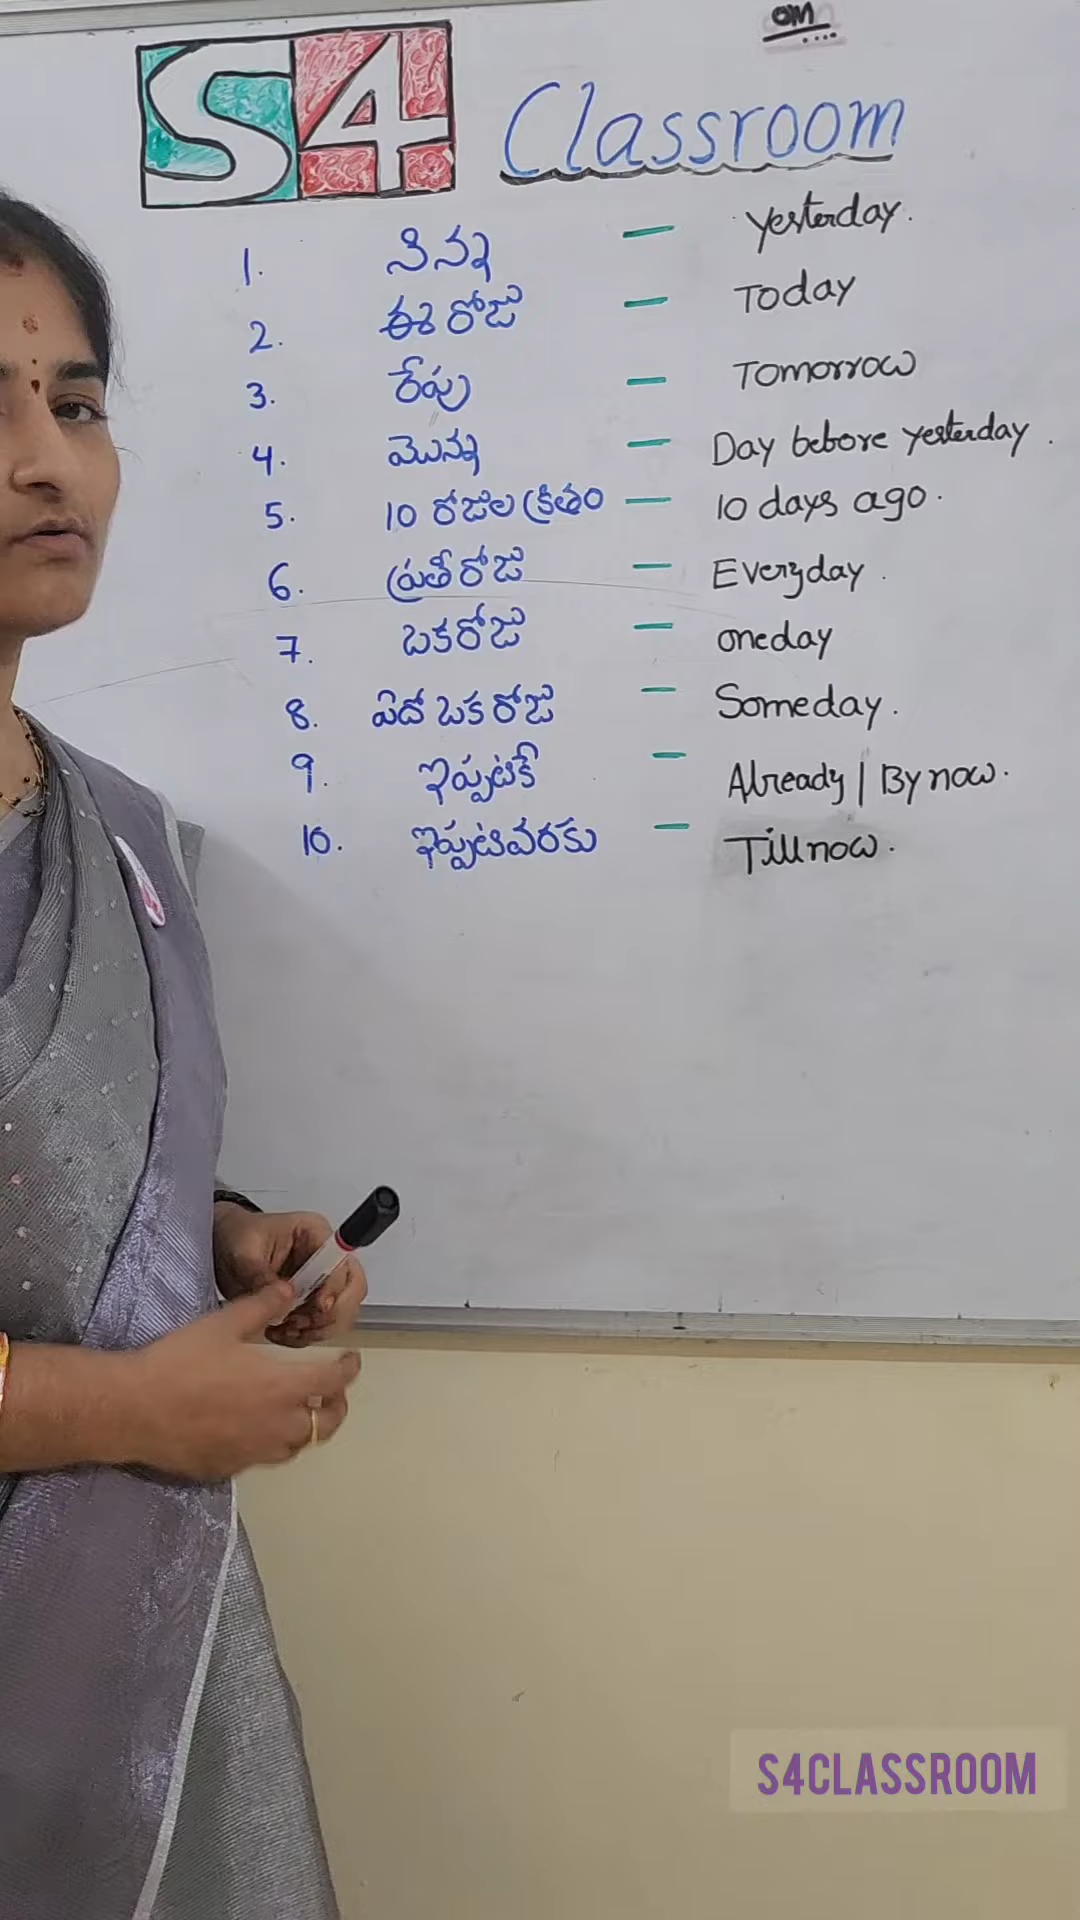 OM
S4 Classroom
1. నిన్న — yesterday.
2. ఈ రోజు — Today
3. రేపు — Tomorrow
4. మొన్న — Day before yesterday.
5. 10 రోజుల క్రితం — 10 days ago.
6. ప్రతీరోజు — Everyday.
7. ఒకరోజు — oneday
8. ఏదో ఒక రోజు — Someday.
9. ఇప్పటికే — Already | By now.
10. ఇప్పటివరకు — Till now.
S4CLASSROOM